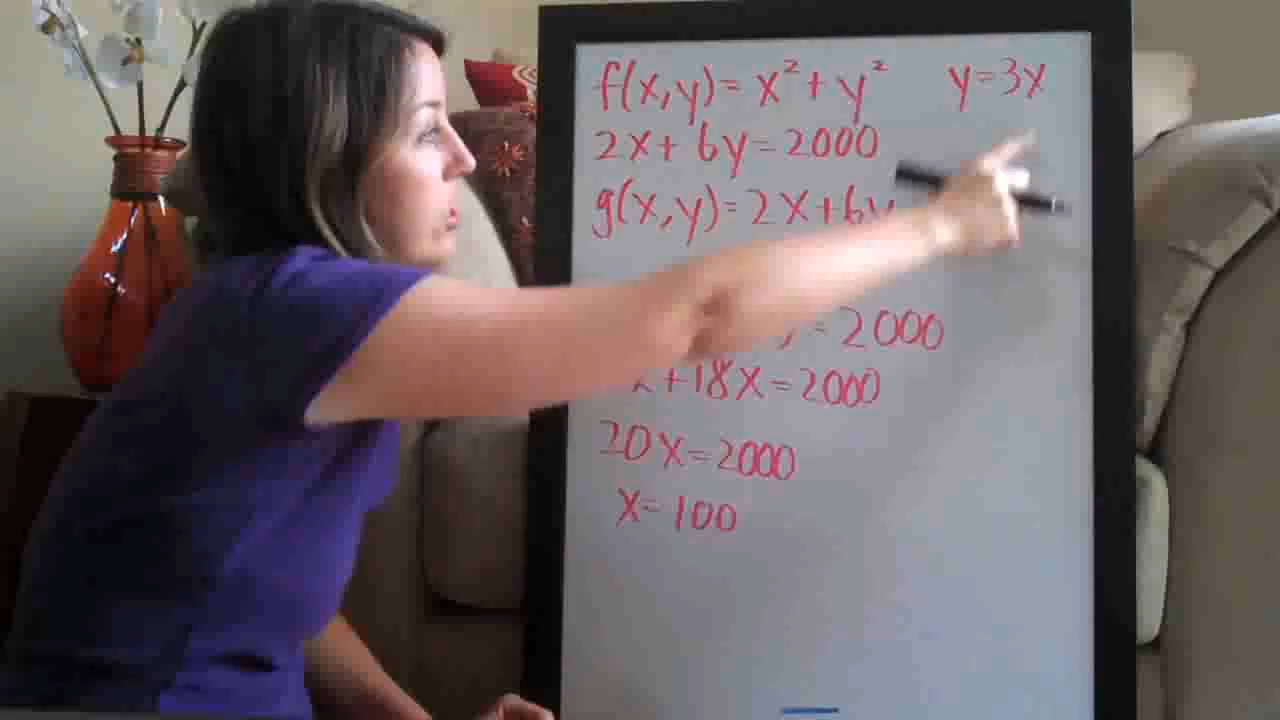 f(x,y)=x²+y² y=3x
2x+6y=2000
g(x,y)=2x+6y
=2000
+18x=2000
20x=2000
x=100